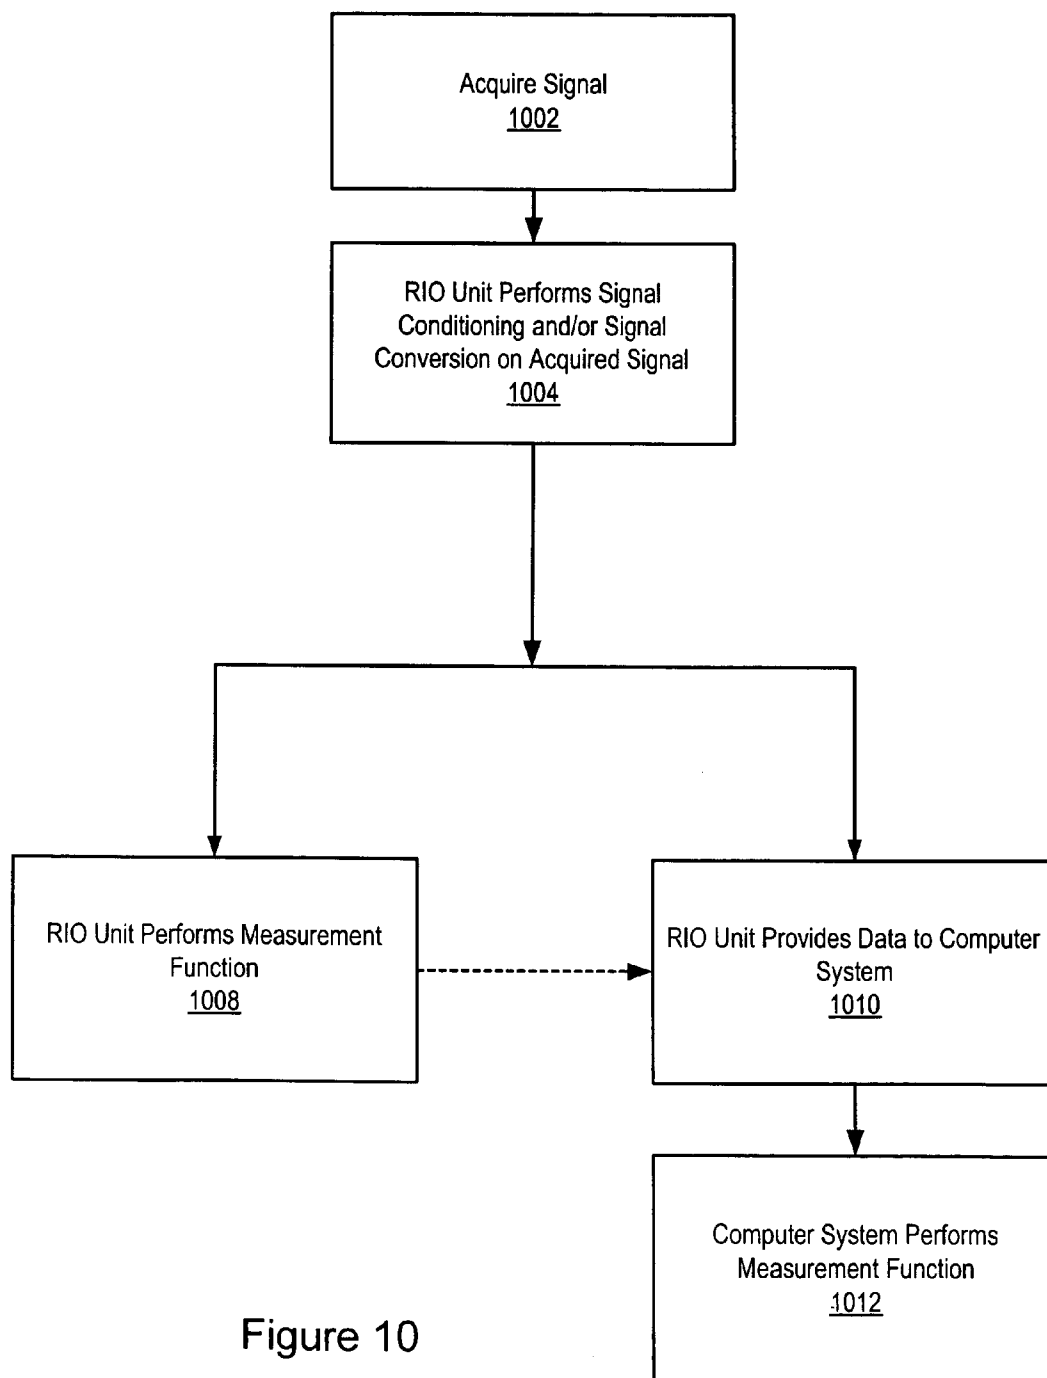 Acquire Signal
1002
RIO Unit Performs Signal
Conditioning and/or Signal
Conversion on Acquired Signal
1004
RIO Unit Performs Measurement
Function
1008
RIO Unit Provides Data to Computer
System
1010
Computer System Performs
Measurement Function
1012
Figure 10